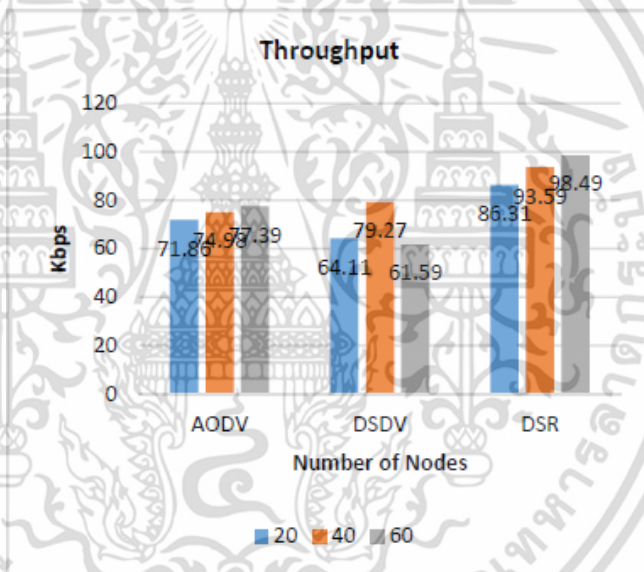 Throughput
120
100
80
60
40
20
0
Kbps
71.86 74.98 77.39
64.11 79.27 61.59
86.31 93.59 98.49
AODV DSDV DSR
Number of Nodes
20 40 60